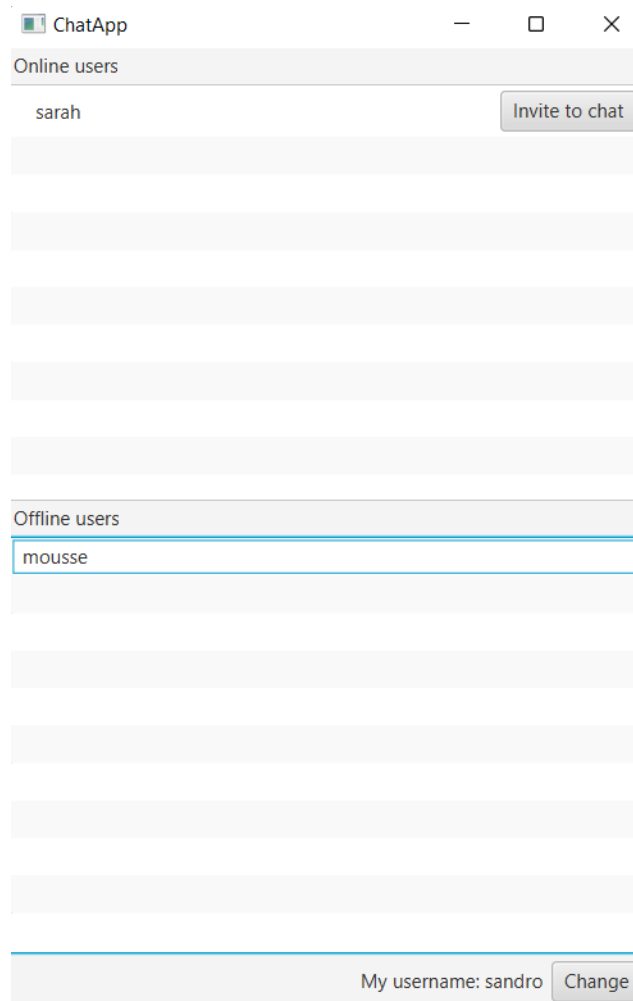 ChatApp
Online users
sarah Invite to chat
Offline users
mousse
My username: sandro Change